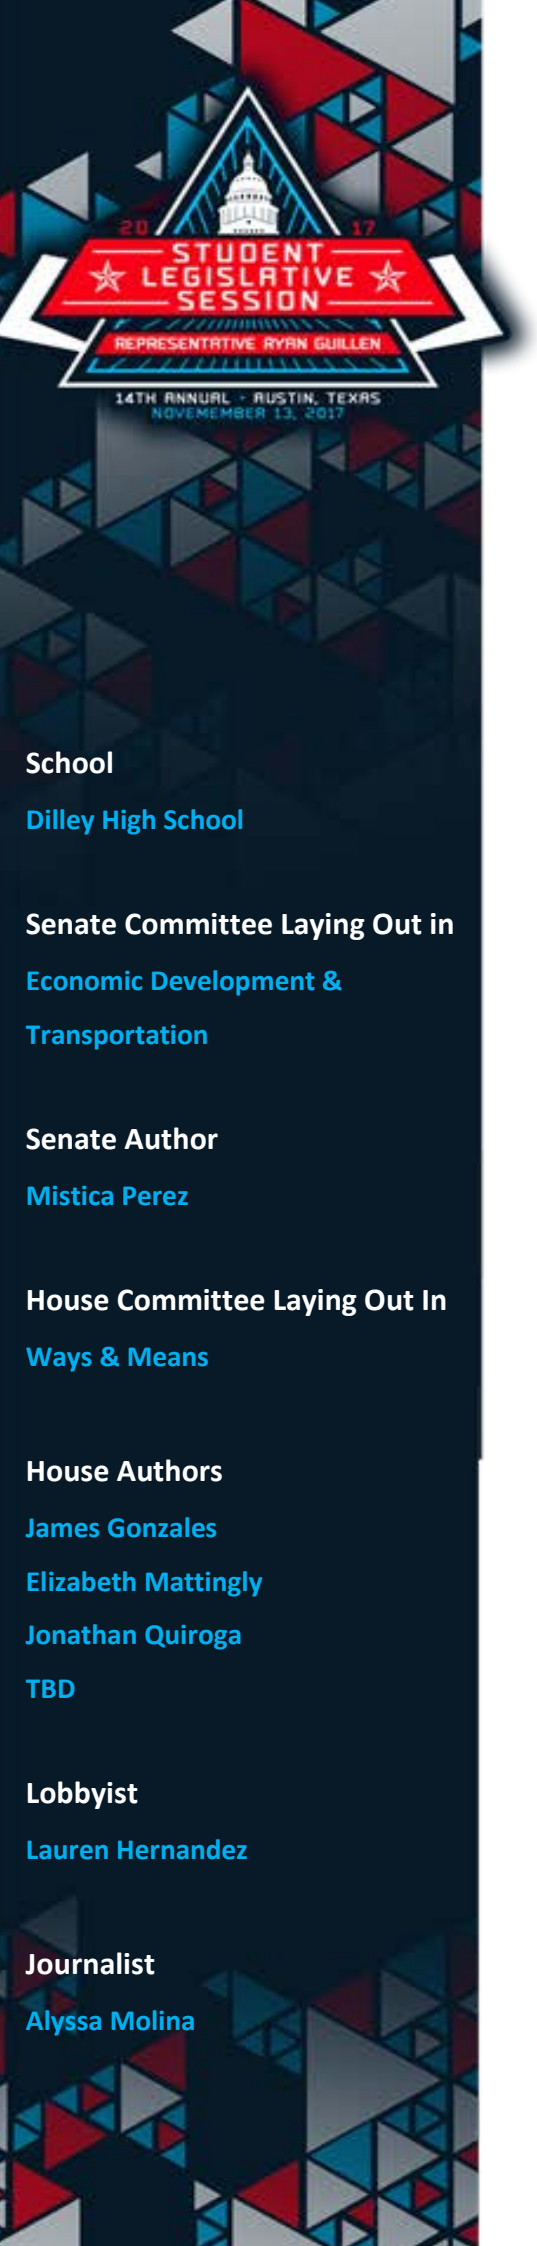 20 17
STUDENT
LEGISLATIVE
SESSION
REPRESENTATIVE RYAN GUILLEN
14TH ANNUAL - AUSTIN, TEXAS
NOVEMEMBER 13, 2017
School
Dilley High School
Senate Committee Laying Out in
Economic Development &
Transportation
Senate Author
Mistica Perez
House Committee Laying Out In
Ways & Means
House Authors
James Gonzales
Elizabeth Mattingly
Jonathan Quiroga
TBD
Lobbyist
Lauren Hernandez
Journalist
Alyssa Molina